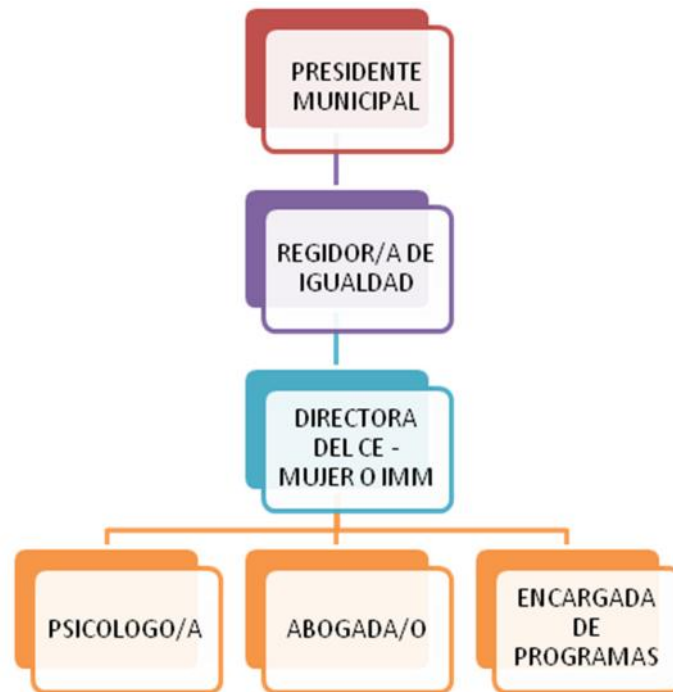 PRESIDENTE
MUNICIPAL
REGIDOR/A DE
IGUALDAD
DIRECTORA
DEL CE -
MUJER O IMM
PSICOLOGO/A
ABOGADA/O
ENCARGADA
DE
PROGRAMAS